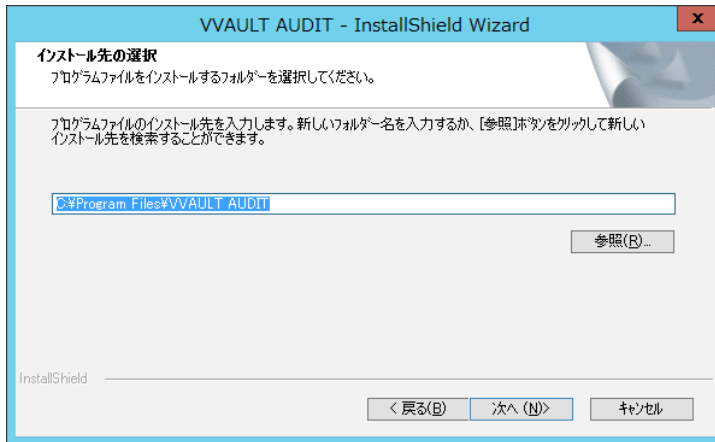 VVAULT AUDIT - InstallShield Wizard
x
インストール先の選択
プログラムファイルをインストールするフォルダーを選択してください。
プログラムファイルのインストール先を入力します。新しいフォルダー名を入力するか、[参照]ボタンをクリックして新しい
インストール先を検索することができます。
C:¥Program Files¥VVAULT AUDIT
参照(R)...
InstallShield
< 戻る(B)
次へ (N)>
キャンセル